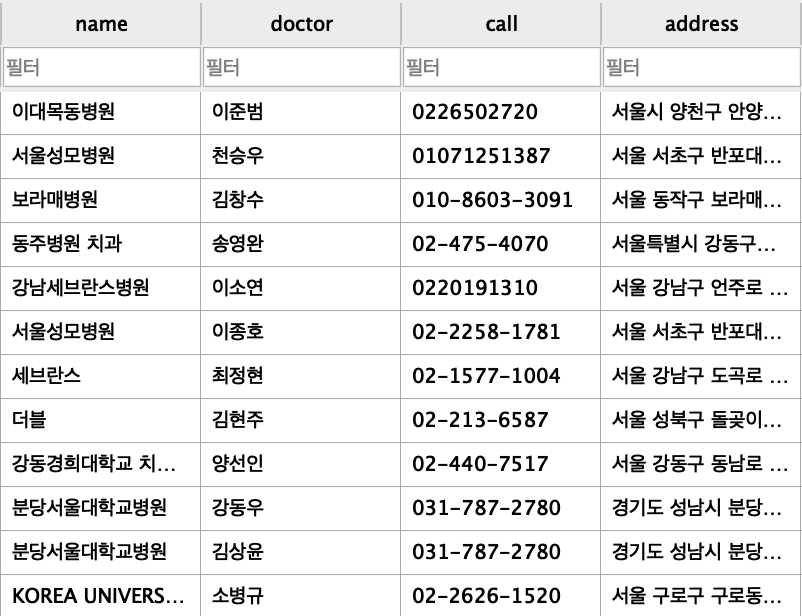 name doctor call address
필터 필터 필터 필터
이대목동병원 이준범 0226502720 서울시 양천구 안양...
서울성모병원 천승우 01071251387 서울 서초구 반포대...
보라매병원 김창수 010-8603-3091 서울 동작구 보라매...
동주병원 치과 송영완 02-475-4070 서울특별시 강동구...
강남세브란스병원 이소연 0220191310 서울 강남구 언주로 ...
서울성모병원 이종호 02-2258-1781 서울 서초구 반포대...
세브란스 최정현 02-1577-1004 서울 강남구 도곡로 ...
더블 김현주 02-213-6587 서울 성북구 돌곶이...
강동경희대학교 치... 양선인 02-440-7517 서울 강동구 동남로 ...
분당서울대학교병원 강동우 031-787-2780 경기도 성남시 분당...
분당서울대학교병원 김상윤 031-787-2780 경기도 성남시 분당...
KOREA UNIVERS... 소병규 02-2626-1520 서울 구로구 구로동...